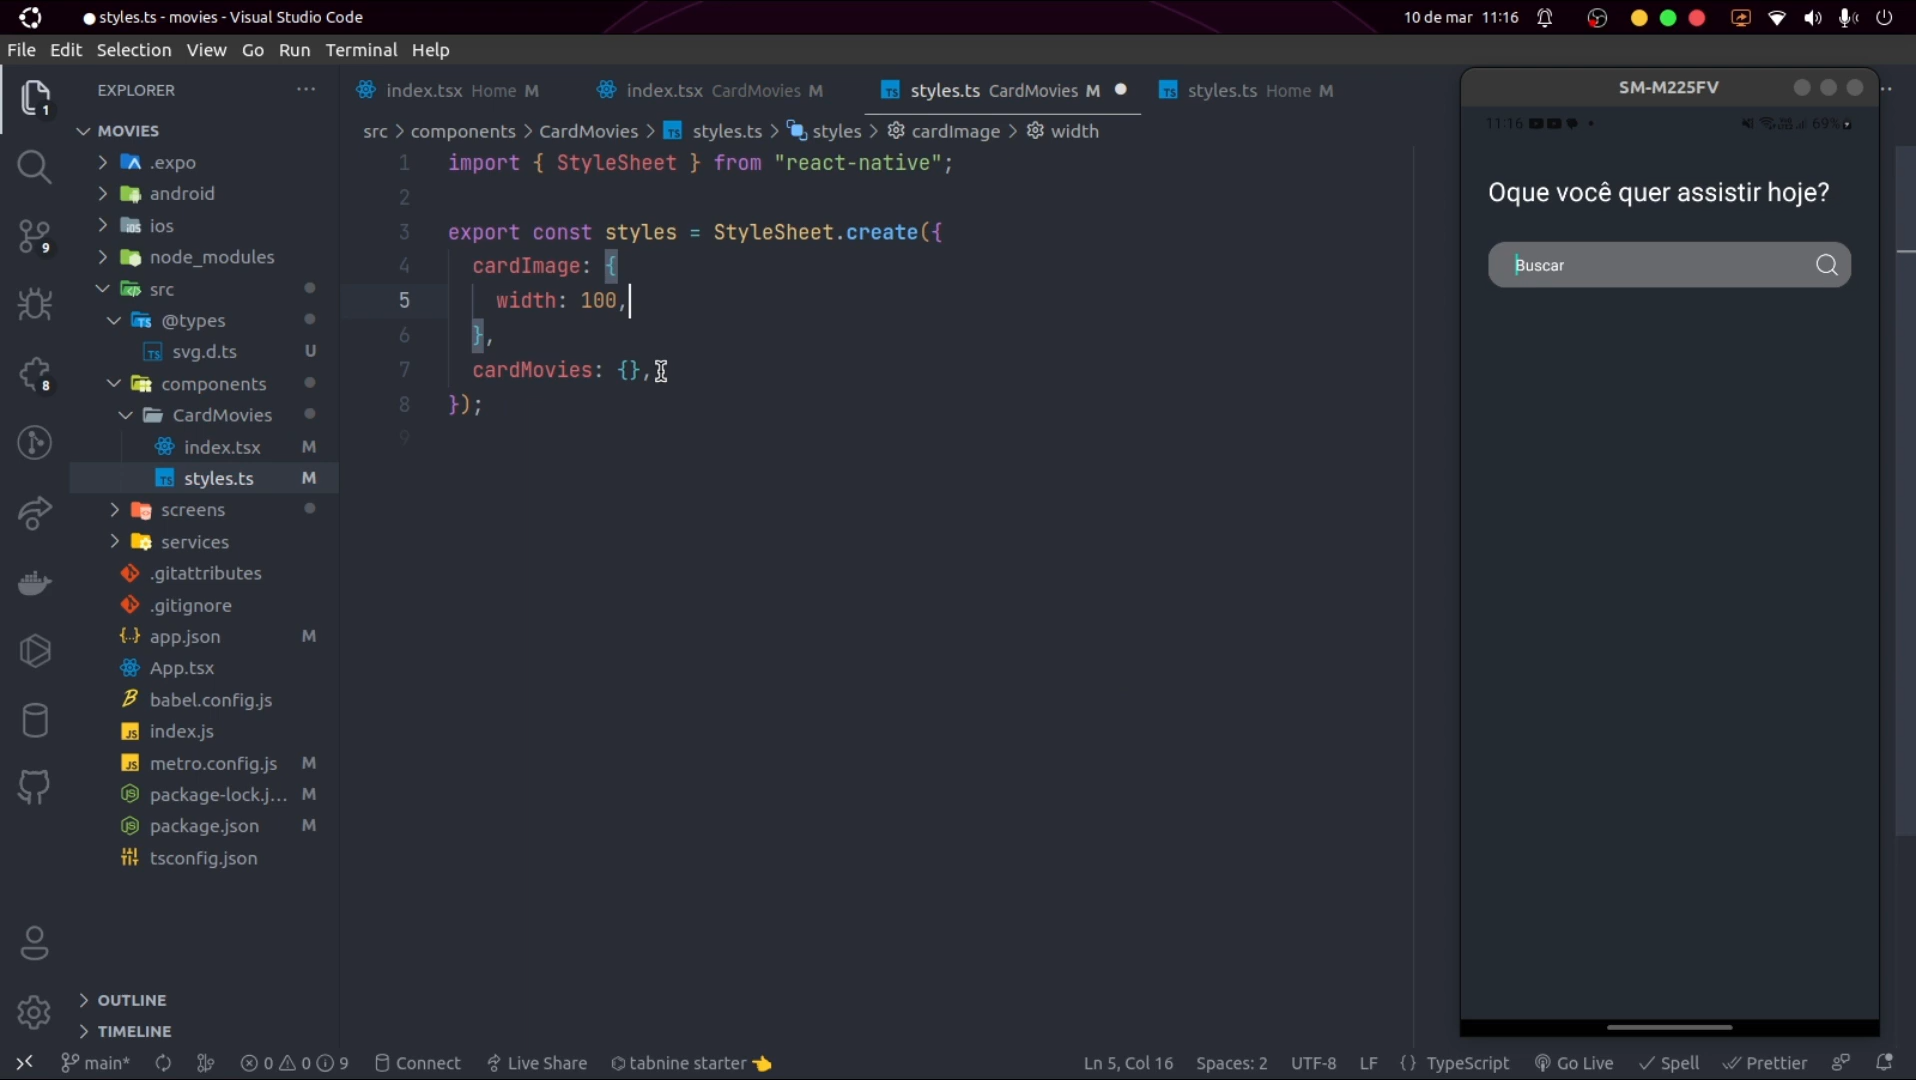 styles.ts - movies - Visual Studio Code
10 de mar 11:16
File Edit Selection View Go Run Terminal Help
EXPLORER
MOVIES
.expo
android
ios
node_modules
src
@types
svg.d.ts U
components
CardMovies
index.tsx M
styles.ts M
screens
services
.gitattributes
.gitignore
app.json M
App.tsx
babel.config.js
index.js
metro.config.js M
package-lock.j... M
package.json M
tsconfig.json
OUTLINE
TIMELINE
1
9
8
index.tsx Home M
index.tsx CardMovies M
styles.ts CardMovies M
styles.ts Home M
src > components > CardMovies > styles.ts > styles > cardImage > width
1 import { StyleSheet } from "react-native";
2
3 export const styles = StyleSheet.create({
4 cardImage: {
5 width: 100,
6 },
7 cardMovies: {},
8 });
9
SM-M225FV
11:16 69%
Oque você quer assistir hoje?
Buscar
main* 0 0 9 Connect Live Share tabnine starter Ln 5, Col 16 Spaces: 2 UTF-8 LF {} TypeScript Go Live Spell Prettier